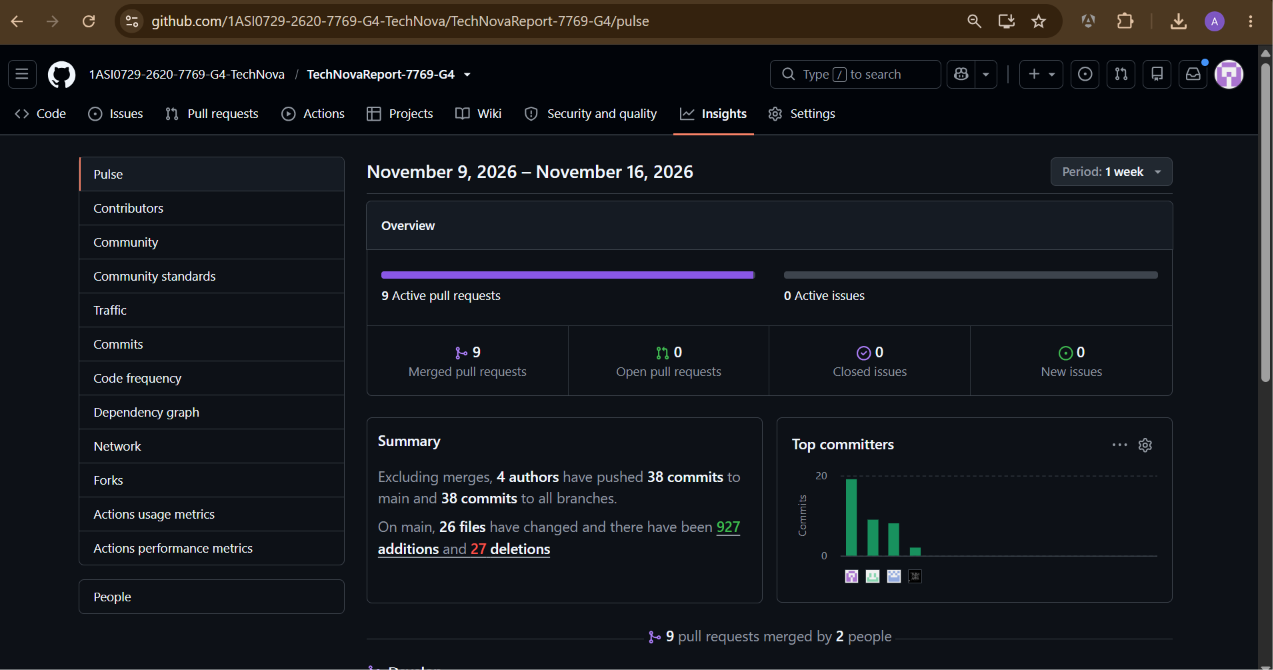 github.com/1ASI0729-2620-7769-G4-TechNova/TechNovaReport-7769-G4/pulse
A
1ASI0729-2620-7769-G4-TechNova / TechNovaReport-7769-G4
Type / to search
Code Issues Pull requests Actions Projects Wiki Security and quality Insights Settings
Pulse
Contributors
Community
Community standards
Traffic
Commits
Code frequency
Dependency graph
Network
Forks
Actions usage metrics
Actions performance metrics
People
November 9, 2026 – November 16, 2026
Period: 1 week
Overview
9 Active pull requests
0 Active issues
9
Merged pull requests
0
Open pull requests
0
Closed issues
0
New issues
Summary
Excluding merges, 4 authors have pushed 38 commits to
main and 38 commits to all branches.
On main, 26 files have changed and there have been 927
additions and 27 deletions
Top committers
20
Commits
0
9 pull requests merged by 2 people